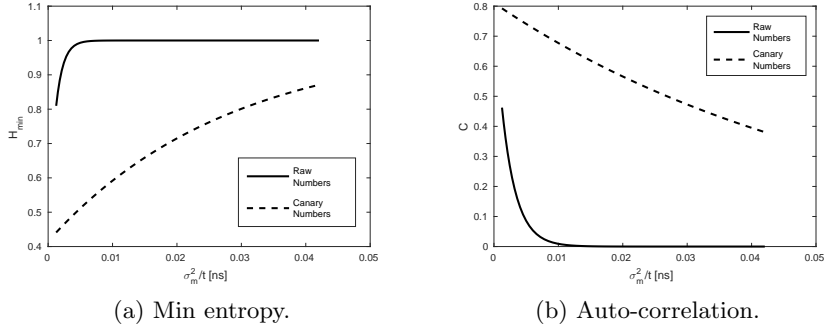 1.1
1
0.9
0.8
0.7
0.6
0.5
0.4
H_min
Raw
Numbers
Canary
Numbers
0
0.01
0.02
0.03
0.04
0.05
σ_m^2/t [ns]
(a) Min entropy.
0.8
0.7
0.6
0.5
0.4
0.3
0.2
0.1
0
C
Raw
Numbers
Canary
Numbers
0
0.01
0.02
0.03
0.04
0.05
σ_m^2/t [ns]
(b) Auto-correlation.